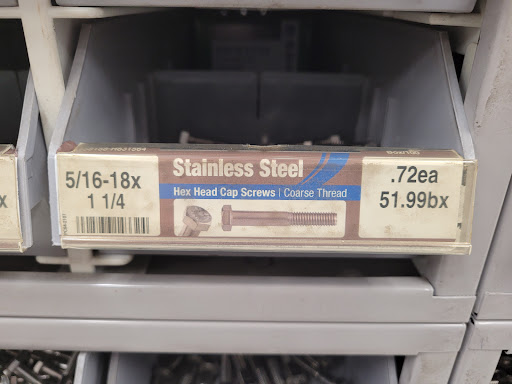 Stainless Steel
Hex Head Cap Screws | Coarse Thread
5/16-18x
1 1/4
.72ea
51.99bx
x